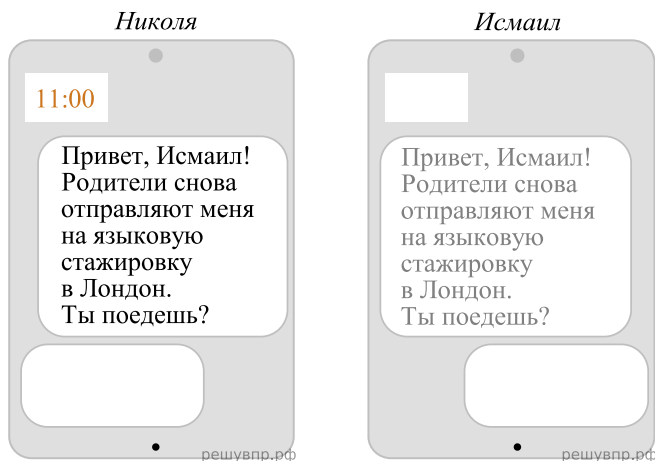 Николя
11:00
Привет, Исмаил!
Родители снова
отправляют меня
на языковую
стажировку
в Лондон.
Ты поедешь?
решувпр.рф
Исмаил
Привет, Исмаил!
Родители снова
отправляют меня
на языковую
стажировку
в Лондон.
Ты поедешь?
решувпр.рф